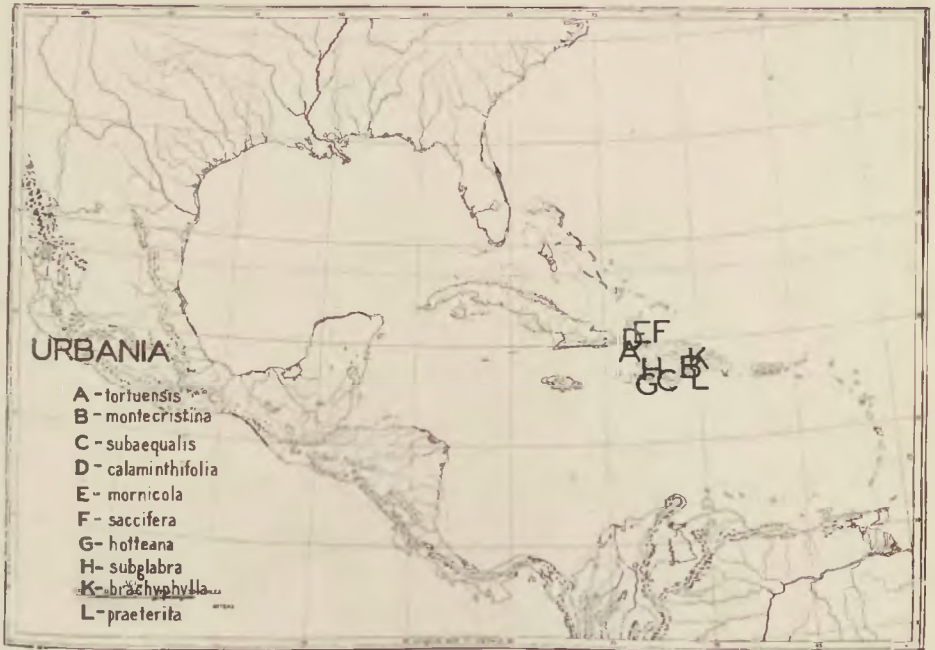 D E F
A
H B K
G C L
URBANIA
A - tortuensis
B - montecristina
C - subaequalis
D - calaminthifolia
E - mornicola
F - saccifera
G - hotteana
H - subglabra
K - brachyphylla
L - praeterita